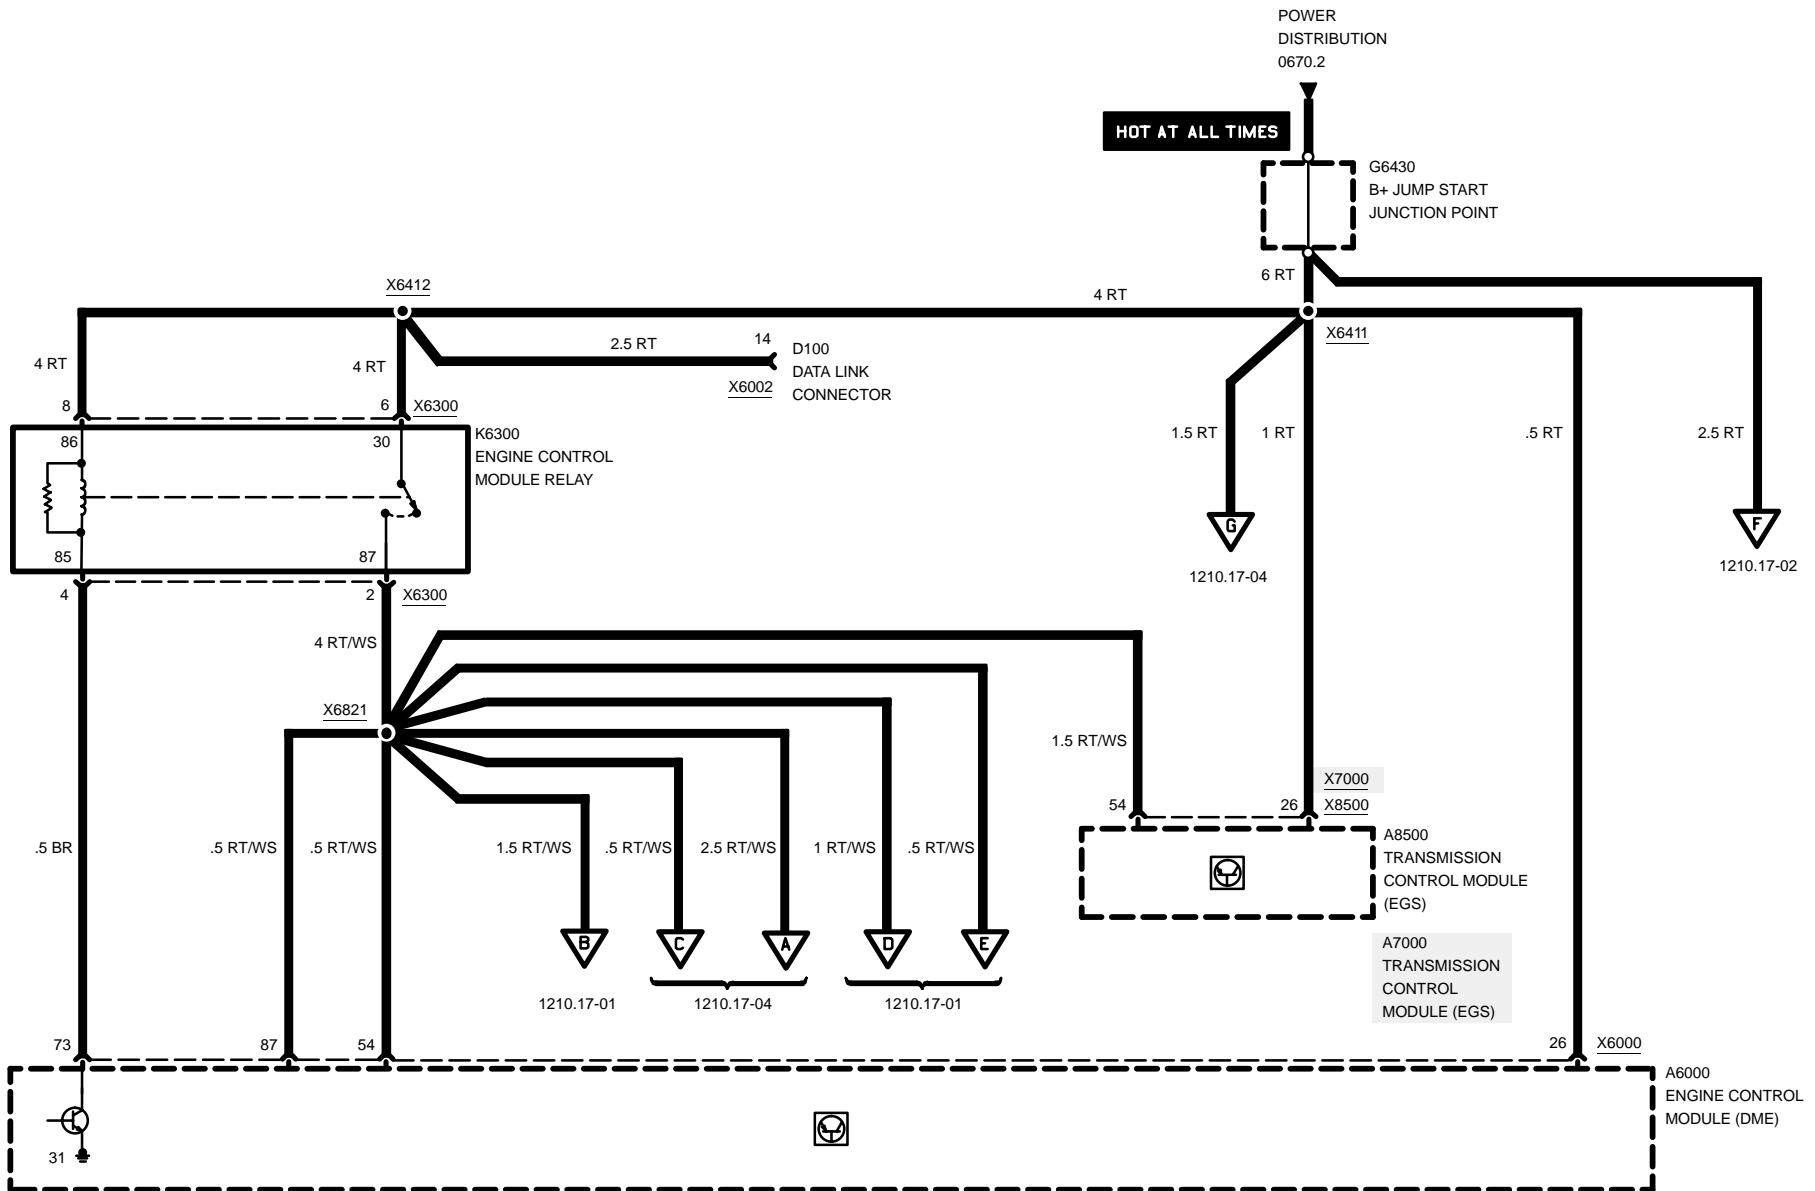 POWER
DISTRIBUTION
0670.2
HOT AT ALL TIMES
G6430
B+ JUMP START
JUNCTION POINT
6 RT
X6412
4 RT
X6411
2.5 RT
14
D100
DATA LINK
CONNECTOR
X6002
4 RT
4 RT
8
6
X6300
86
30
K6300
ENGINE CONTROL
MODULE RELAY
1.5 RT
1 RT
.5 RT
2.5 RT
G
F
1210.17-04
1210.17-02
85
87
4
2
X6300
4 RT/WS
X6821
1.5 RT/WS
X7000
54
26
X8500
A8500
TRANSMISSION
CONTROL MODULE
(EGS)
.5 BR
.5 RT/WS
.5 RT/WS
1.5 RT/WS
.5 RT/WS
2.5 RT/WS
1 RT/WS
.5 RT/WS
B
C
A
D
E
A7000
TRANSMISSION
CONTROL
MODULE (EGS)
1210.17-01
1210.17-04
1210.17-01
73
87
54
26
X6000
A6000
ENGINE CONTROL
MODULE (DME)
31